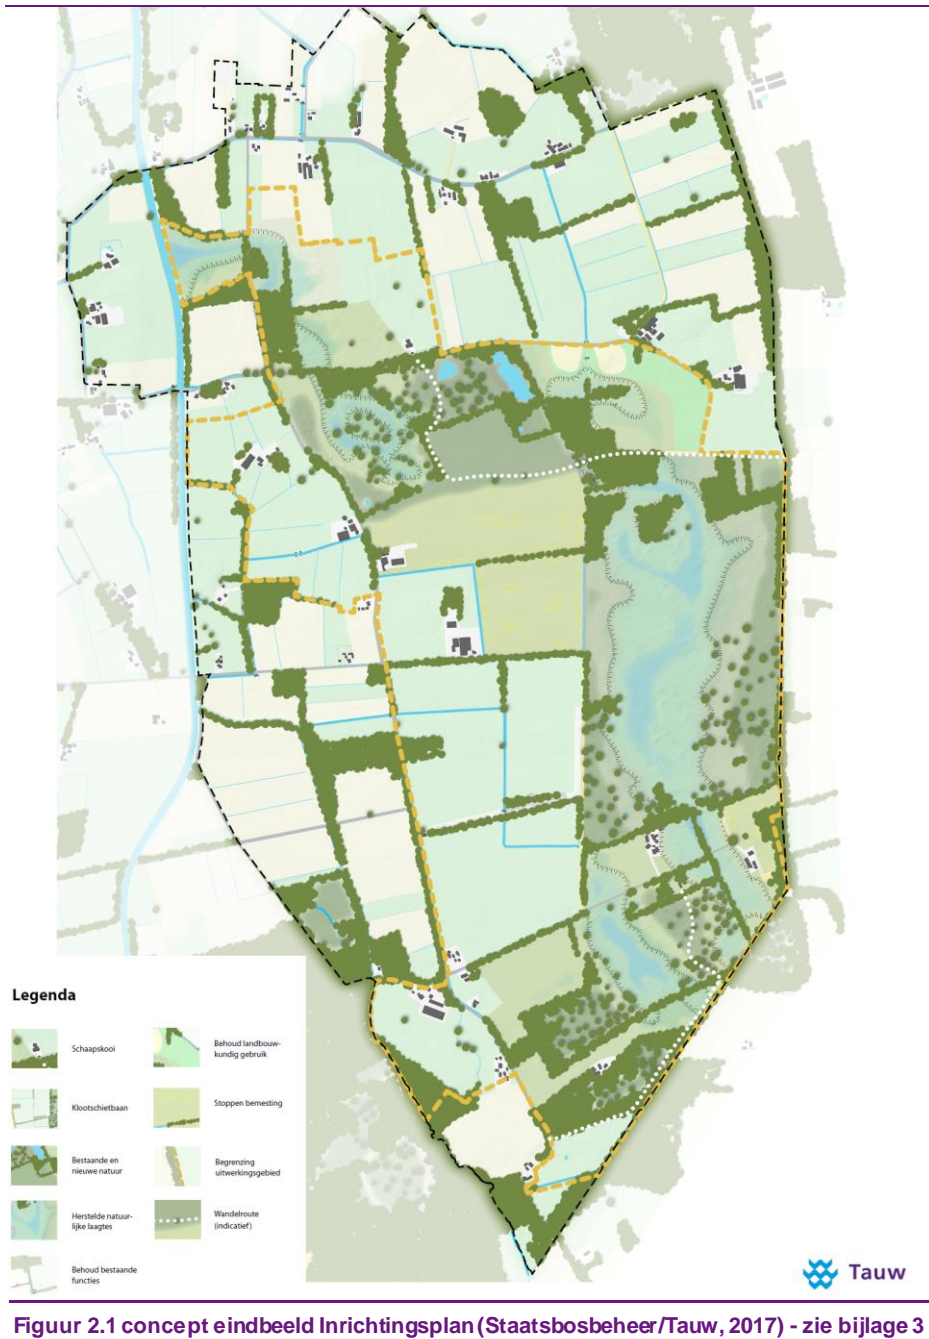 Legenda
Schaapskooi
Klootschietbaan
Bestaande en
nieuwe natuur
Herstelde natuur-
lijke laagtes
Behoud bestaande
functies
Behoud landbouw-
kundig gebruik
Stoppen bemesting
Begrenzing
uitwerkingsgebied
Wandelroute
(indicatief)
Tauw
Figuur 2.1 concept eindbeeld Inrichtingsplan (Staatsbosbeheer/Tauw, 2017) - zie bijlage 3